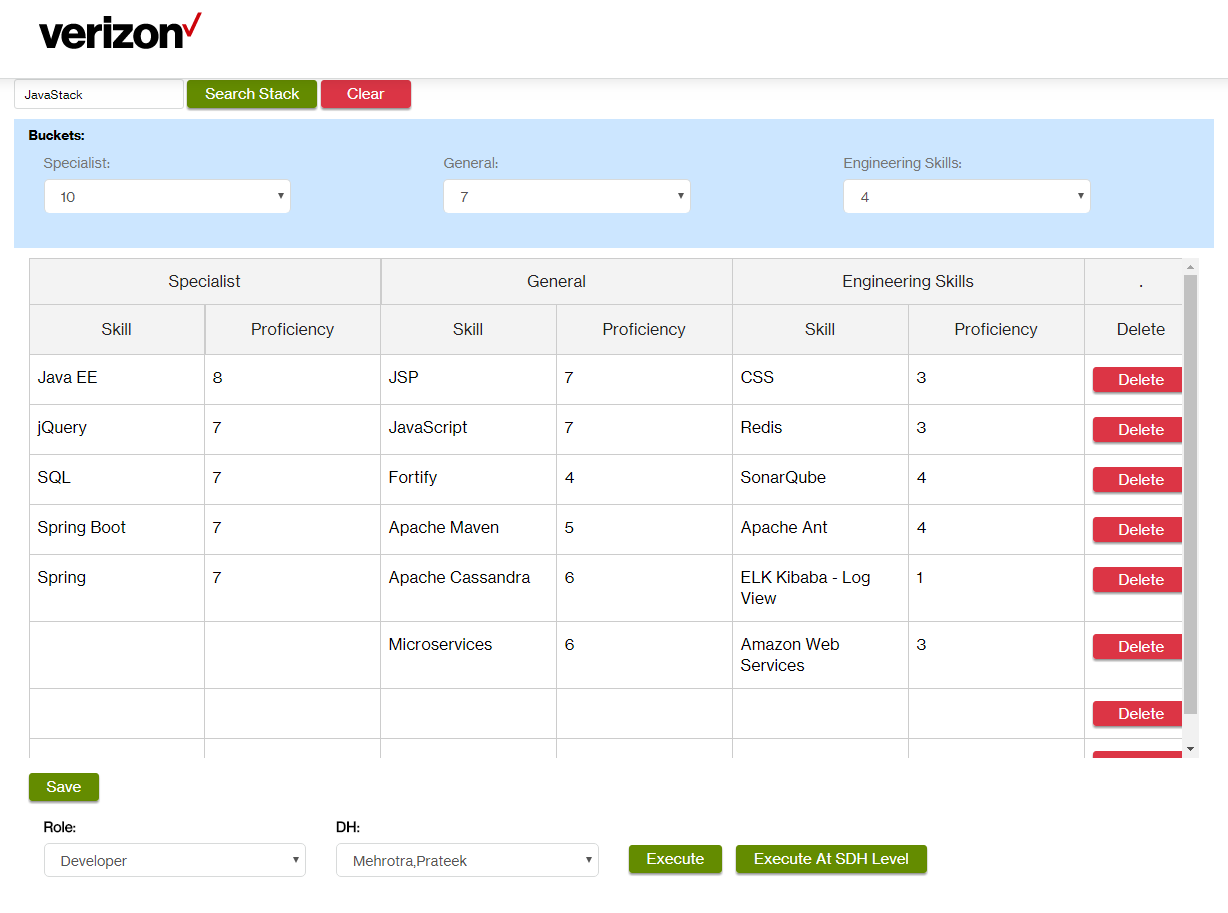 verizon
JavaStack Search Stack Clear
Buckets:
Specialist: General: Engineering Skills:
10 7 4
Specialist General Engineering Skills .
Skill Proficiency Skill Proficiency Skill Proficiency Delete
Java EE 8 JSP 7 CSS 3 Delete
jQuery 7 JavaScript 7 Redis 3 Delete
SQL 7 Fortify 4 SonarQube 4 Delete
Spring Boot 7 Apache Maven 5 Apache Ant 4 Delete
Spring 7 Apache Cassandra 6 ELK Kibaba - Log 1 Delete
View
Microservices 6 Amazon Web 3 Delete
Services
Delete
Save
Role: DH:
Developer Mehrotra,Prateek Execute Execute At SDH Level